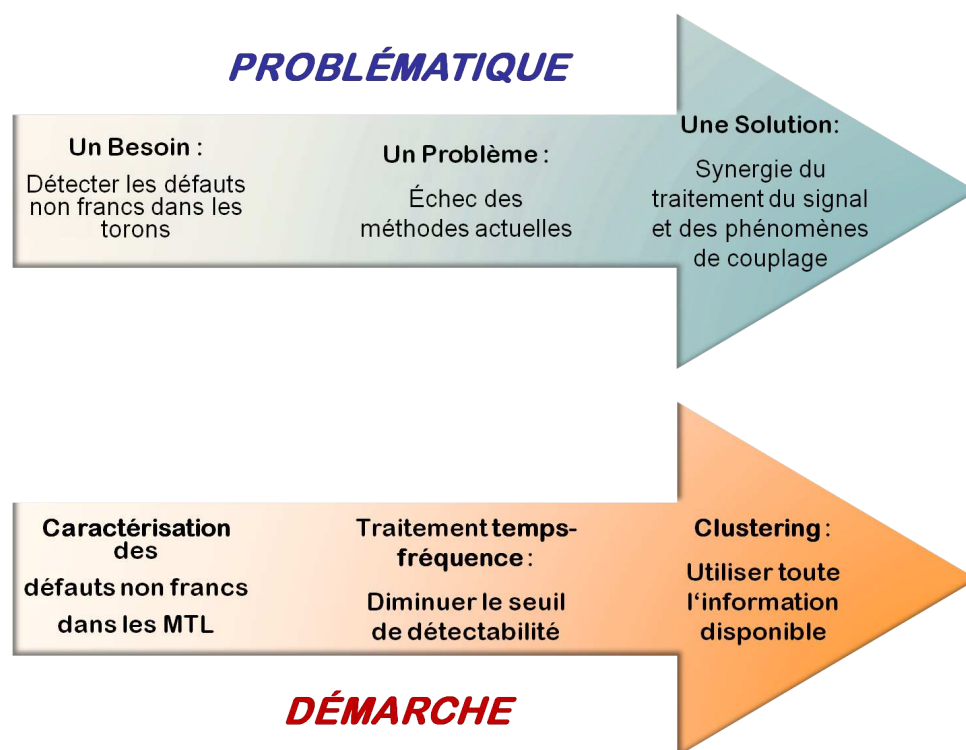 PROBLÉMATIQUE
Un Besoin :
Détecter les défauts
non francs dans les
torons
Un Problème :
Échec des
méthodes actuelles
Une Solution:
Synergie du
traitement du signal
et des phénomènes
de couplage
Caractérisation
des
défauts non francs
dans les MTL
Traitement temps-
fréquence :
Diminuer le seuil
de détectabilité
Clustering :
Utiliser toute
l‘information
disponible
DÉMARCHE